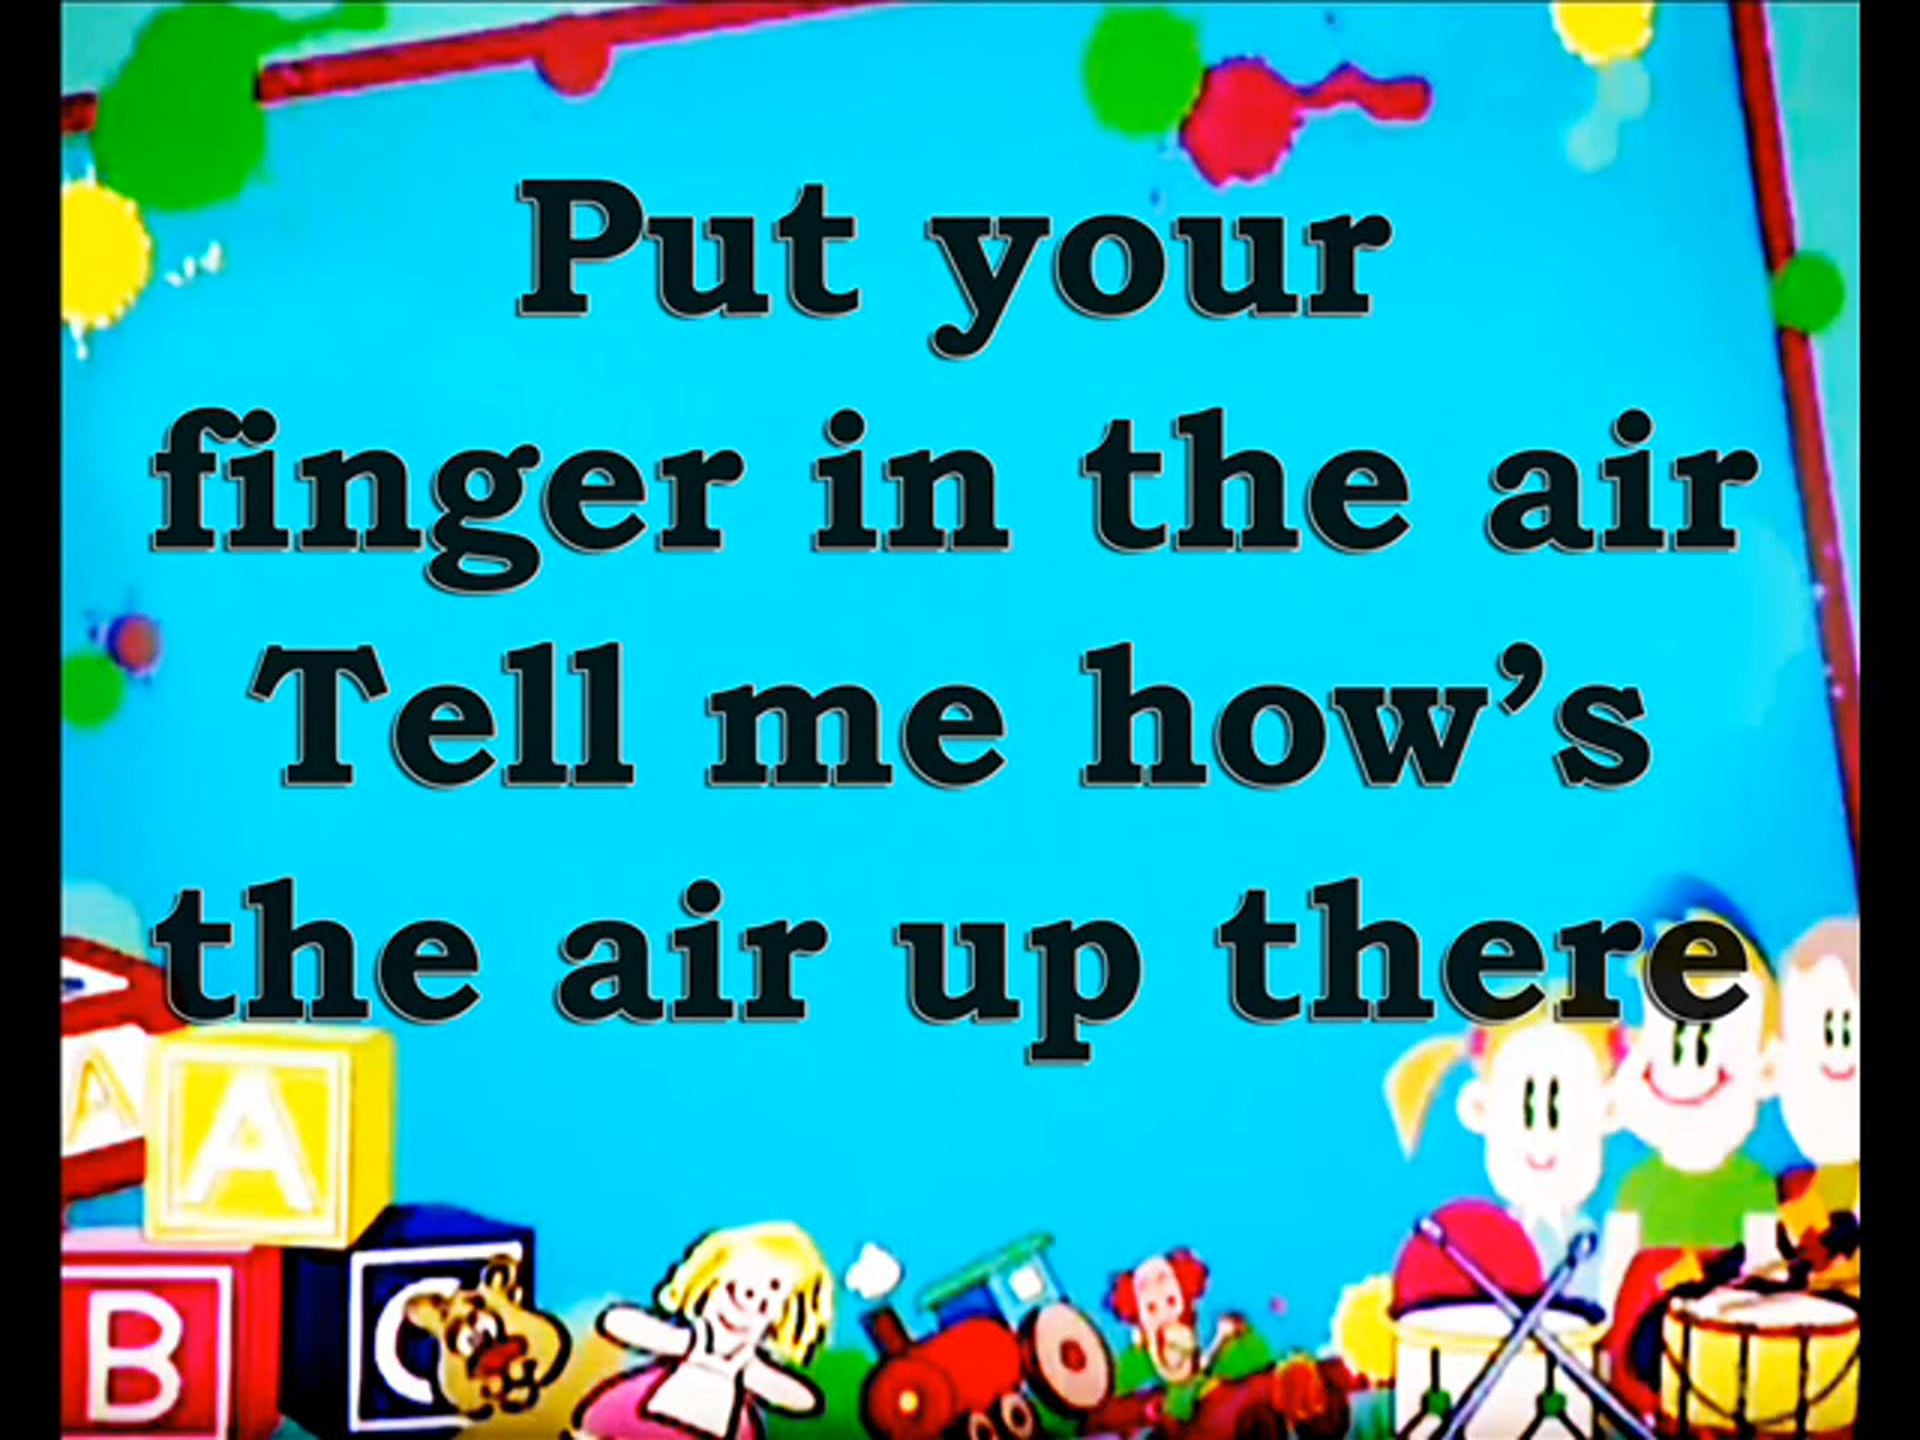 Put your
finger in the air
Tell me how's
the air up there
A
A
B
C